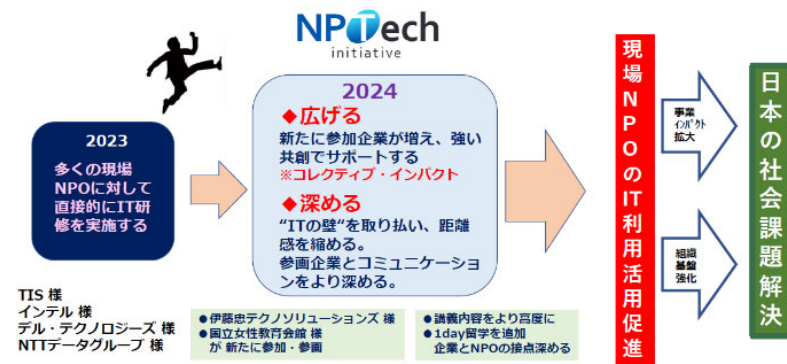 NPTech
initiative
2023
多くの現場
NPOに対して
直接的にIT研
修を実施する
TIS 様
インテル 様
デル・テクノロジーズ 様
NTTデータグループ 様
2024
◆広げる
新たに参加企業が増え、強い
共創でサポートする
※コレクティブ・インパクト
◆深める
“ITの壁“を取り払い、距離
感を縮める。
参画企業とコミュニケーショ
ンをより深める。
●伊藤忠テクノソリューションズ 様
●国立女性教育会館 様
が 新たに参加・参画
●講義内容をより高度に
●1day留学を追加
企業とNPOの接点深める
現場NPOのIT利用活用促進
事業
インパクト
拡大
組織
基盤
強化
日本の社会課題解決